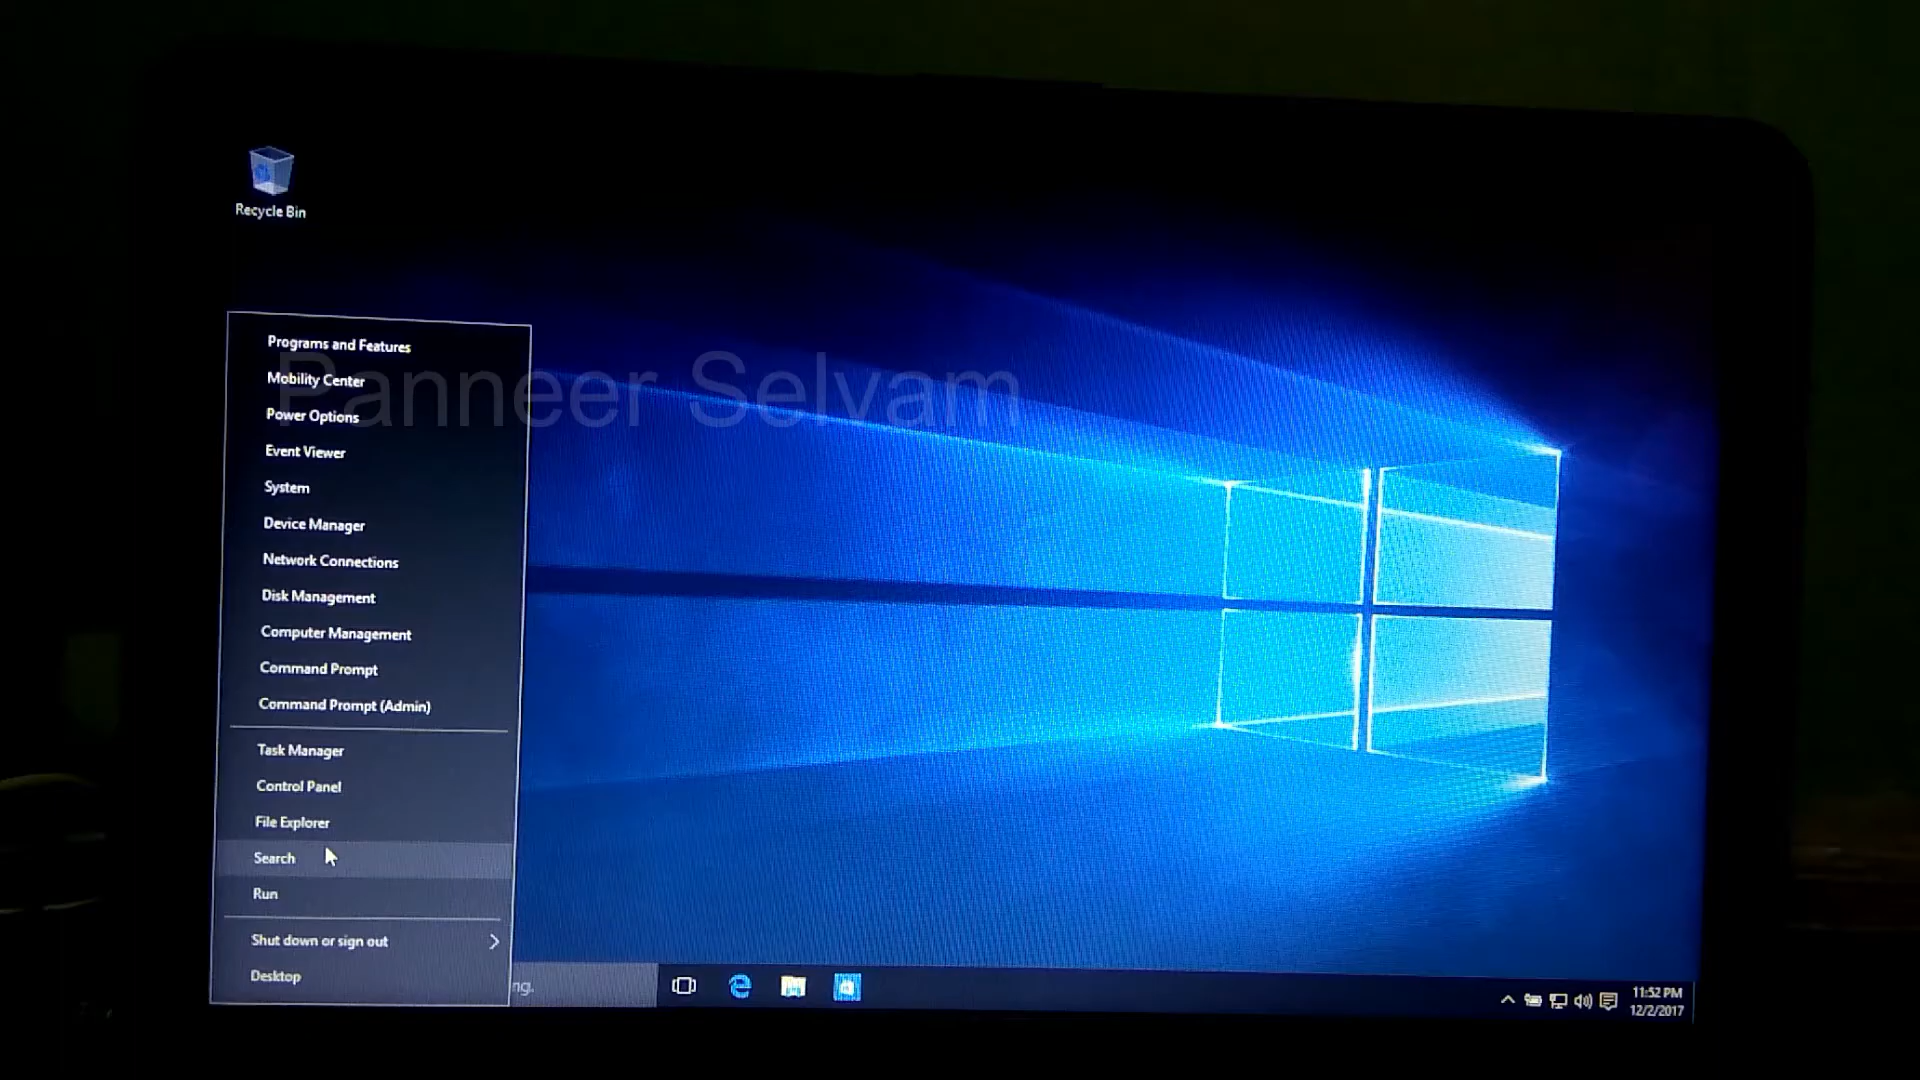 Recycle Bin
Programs and Features
Panneer Selvam
Mobility Center
Power Options
Event Viewer
System
Device Manager
Network Connections
Disk Management
Computer Management
Command Prompt
Command Prompt (Admin)
Task Manager
Control Panel
File Explorer
Search
Run
Shut down or sign out
Desktop
ng.
11:52 PM
12/2/2017